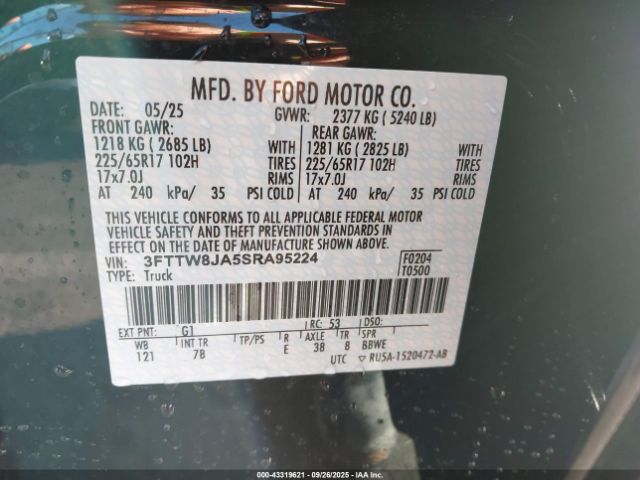 MFD. BY FORD MOTOR CO.
DATE: 05/25 GVWR: 2377 KG ( 5240 LB)
FRONT GAWR: REAR GAWR:
1218 KG ( 2685 LB) WITH 1281 KG ( 2825 LB) WITH
225/65R17 102H TIRES 225/65R17 102H TIRES
17x7.0J RIMS 17x7.0J RIMS
AT 240 kPa/ 35 PSI COLD AT 240 kPa/ 35 PSI COLD
THIS VEHICLE CONFORMS TO ALL APPLICABLE FEDERAL MOTOR
VEHICLE SAFETY AND THEFT PREVENTION STANDARDS IN
EFFECT ON THE DATE OF MANUFACTURE SHOWN ABOVE.
VIN: 3FTTW8JA5SRA95224 F0204
TYPE: Truck T0500
EXT PNT: G1 RC: 53 DSO:
WB INT TR TP/PS R AXLE TR SPR
121 7B E 38 8 BBWE
UTC RU5A-1520472-AB
000-43319621 - 09/26/2025 - © IAA Inc.